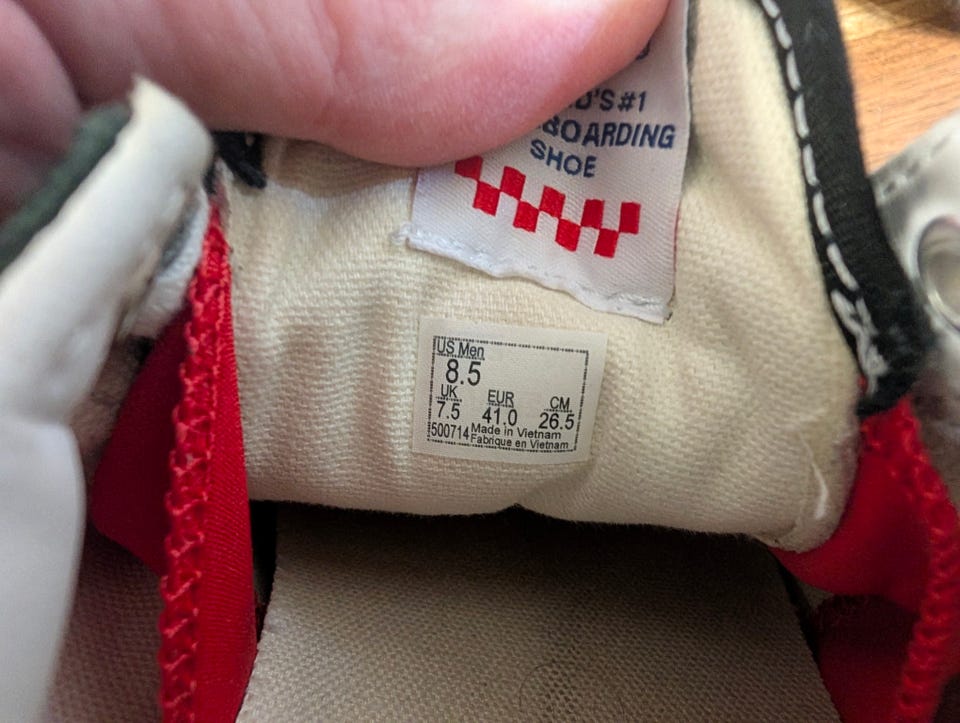 'S #1
BOARDING
SHOE
US Men
8.5
UK EUR CM
7.5 41.0 26.5
500714 Made in Vietnam
Fabrique en Vietnam